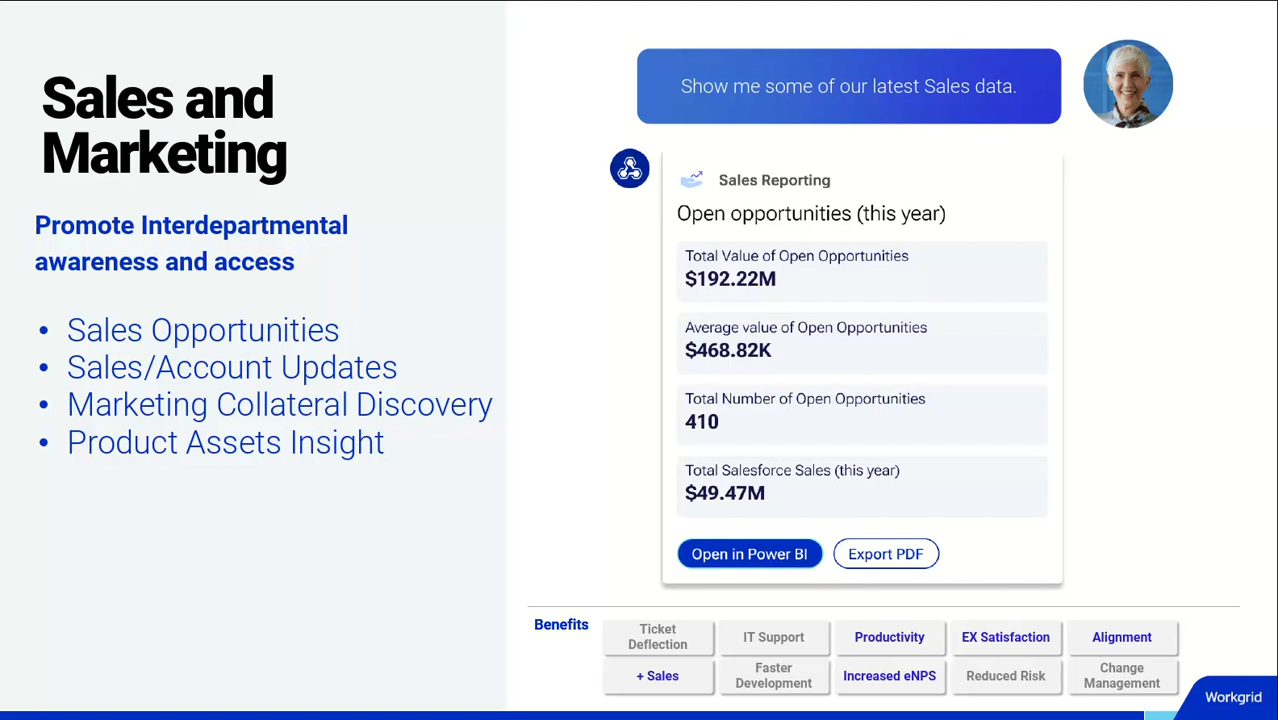 Sales and
Marketing
Promote Interdepartmental
awareness and access
• Sales Opportunities
• Sales/Account Updates
• Marketing Collateral Discovery
• Product Assets Insight
Show me some of our latest Sales data.
Sales Reporting
Open opportunities (this year)
Total Value of Open Opportunities
$192.22M
Average value of Open Opportunities
$468.82K
Total Number of Open Opportunities
410
Total Salesforce Sales (this year)
$49.47M
Open in Power BI
Export PDF
Benefits
Ticket
Deflection
IT Support
Productivity
EX Satisfaction
Alignment
+ Sales
Faster
Development
Increased eNPS
Reduced Risk
Change
Management
Workgrid